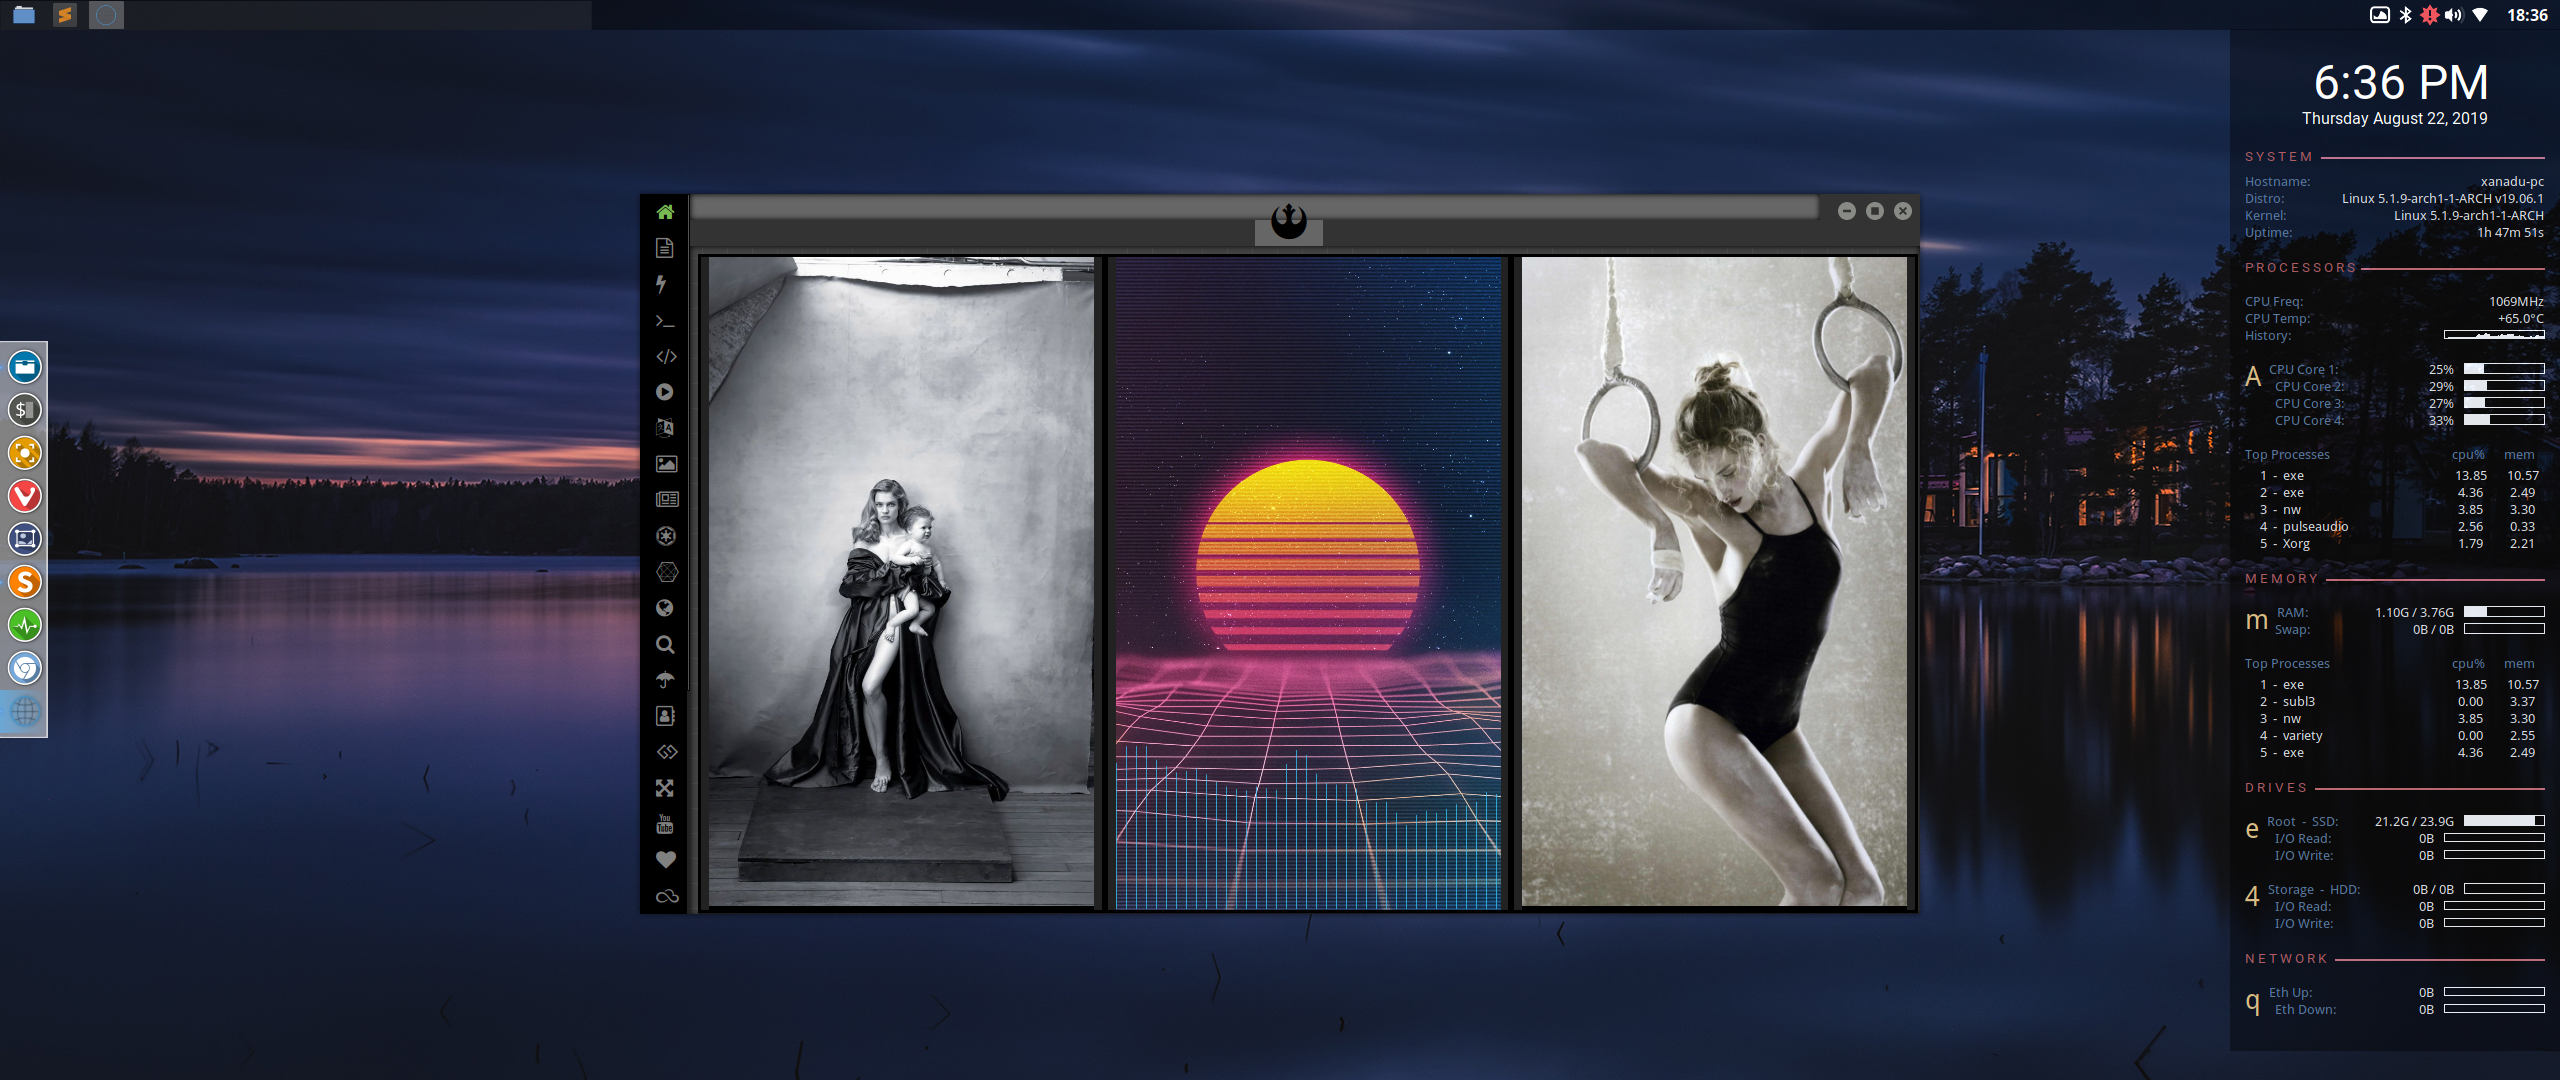 18:36
6:36 PM
Thursday August 22, 2019
SYSTEM
Hostname: xanadu-pc
Distro: Linux 5.1.9-arch1-1-ARCH v19.06.1
Kernel: Linux 5.1.9-arch1-1-ARCH
Uptime: 1h 47m 51s
PROCESSORS
CPU Freq: 1069MHz
CPU Temp: +65.0°C
History:
A CPU Core 1: 25%
CPU Core 2: 29%
CPU Core 3: 27%
CPU Core 4: 33%
Top Processes cpu% mem
1 - exe 13.85 10.57
2 - exe 4.36 2.49
3 - nw 3.85 3.30
4 - pulseaudio 2.56 0.33
5 - Xorg 1.79 2.21
MEMORY
m RAM: 1.10G / 3.76G
Swap: 0B / 0B
Top Processes cpu% mem
1 - exe 13.85 10.57
2 - subl3 0.00 3.37
3 - nw 3.85 3.30
4 - variety 0.00 2.55
5 - exe 4.36 2.49
DRIVES
e Root - SSD: 21.2G / 23.9G
I/O Read: 0B
I/O Write: 0B
4 Storage - HDD: 0B / 0B
I/O Read: 0B
I/O Write: 0B
NETWORK
q Eth Up: 0B
Eth Down: 0B
$
S
You
Tube